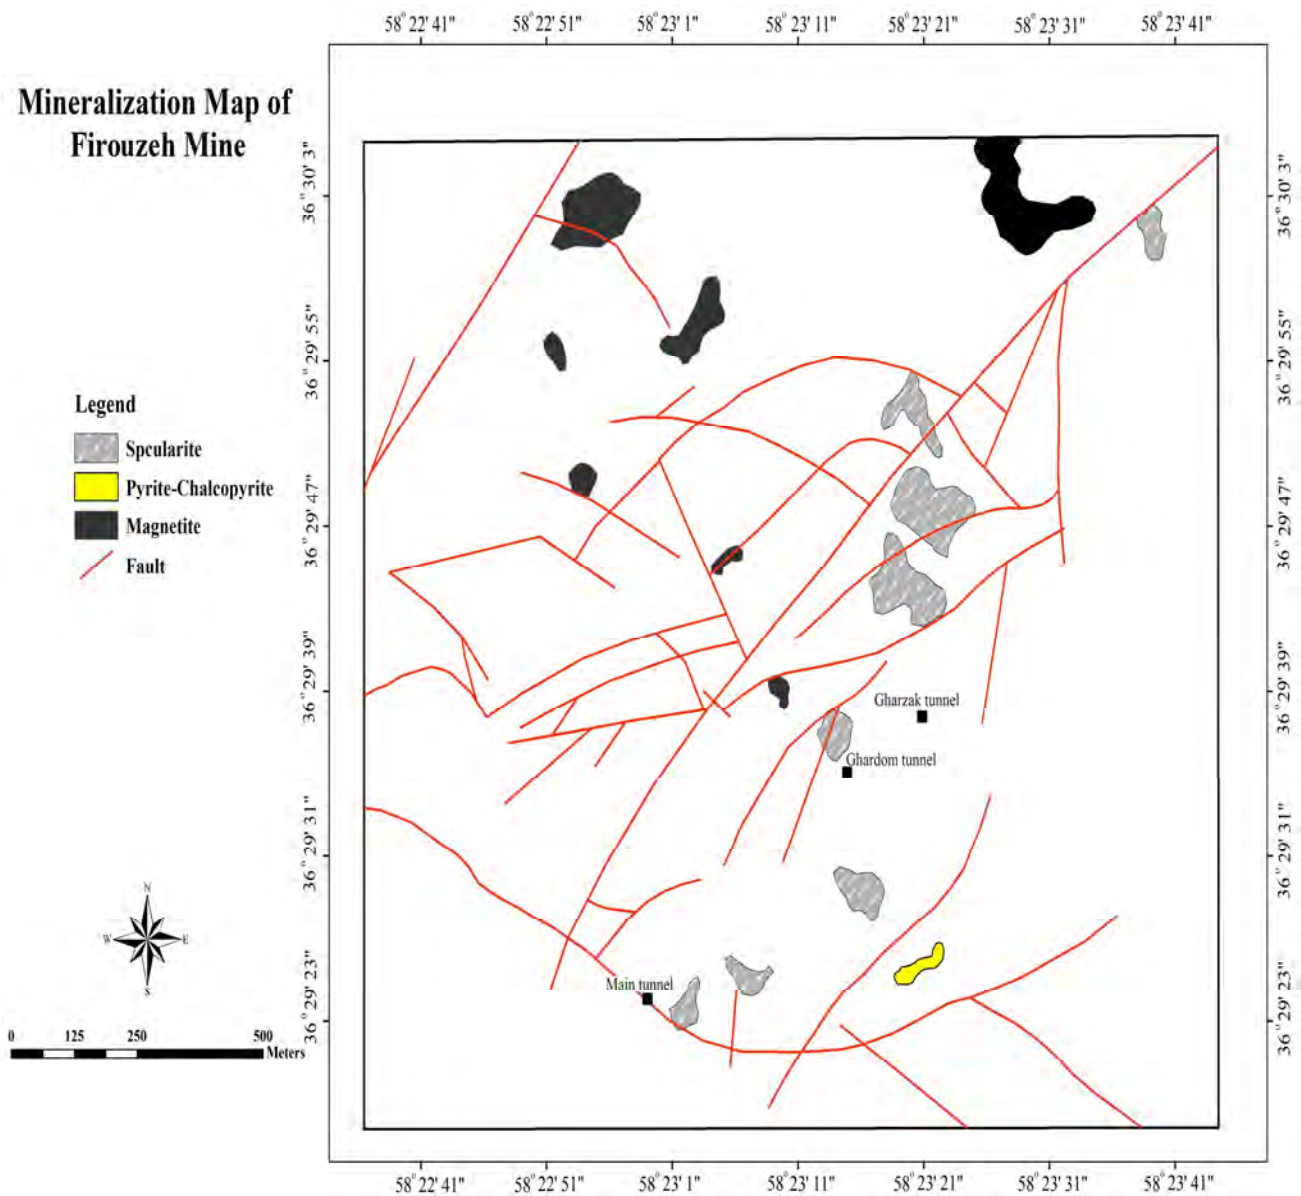 58° 22' 41" 58° 22' 51" 58° 23' 1" 58° 23' 11" 58° 23' 21" 58° 23' 31" 58° 23' 41"
Mineralization Map of
Firouzeh Mine
36° 30' 3" 36° 30' 3"
36° 29' 55" 36° 29' 55"
Legend
Spcularite
Pyrite-Chalcopyrite
Magnetite
Fault
36° 29' 47" 36° 29' 47"
36° 29' 39" 36° 29' 39"
Gharzak tunnel
Ghardom tunnel
36° 29' 31" 36° 29' 31"
N
W E
S
Main tunnel
36° 29' 23" 36° 29' 23"
0 125 250 500
Meters
58° 22' 41" 58° 22' 51" 58° 23' 1" 58° 23' 11" 58° 23' 21" 58° 23' 31" 58° 23' 41"